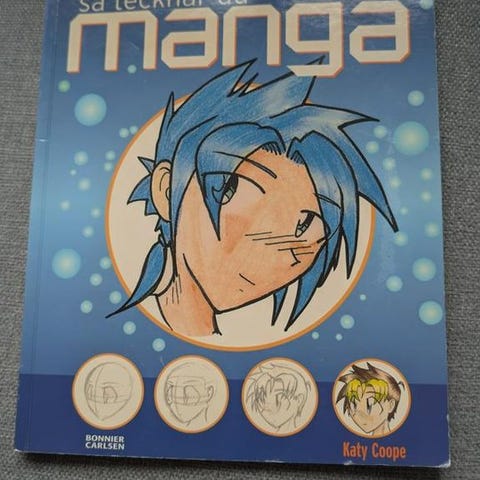 Så tecknar du
manga
BONNIER
CARLSEN
Katy Coope